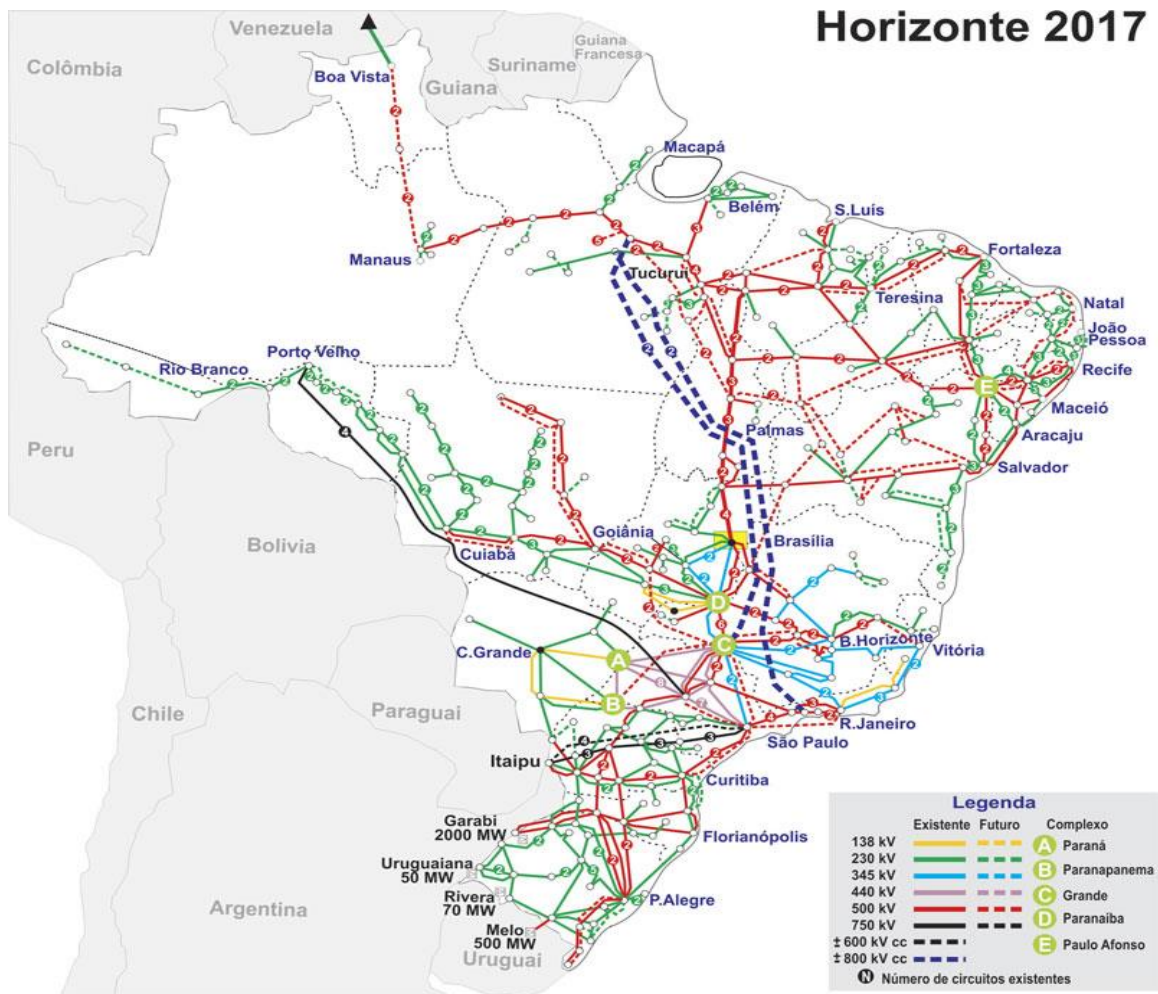 Horizonte 2017
Venezuela
Colômbia
Guiana
Suriname
Guiana
Francesa
Boa Vista
Macapá
Belém
S.Luís
Fortaleza
Manaus
Tucuruí
Teresina
Natal
João
Pessoa
Porto Velho
Rio Branco
Recife
E
Maceió
Aracaju
Palmas
Salvador
Peru
Bolivia
Cuiabá
Goiânia
Brasília
D
C
B.Horizonte
Vitória
C.Grande
A
B
Chile
Paraguai
R.Janeiro
São Paulo
Itaipu
Curitiba
Garabi
2000 MW
Florianópolis
Uruguaiana
50 MW
Rivera
70 MW
P.Alegre
Melo
500 MW
Argentina
Uruguai
Legenda
Existente Futuro Complexo
138 kV A Paraná
230 kV
345 kV B Paranapanema
440 kV C Grande
500 kV D Paranaíba
750 kV
± 600 kV cc E Paulo Afonso
± 800 kV cc
N Número de circuitos existentes